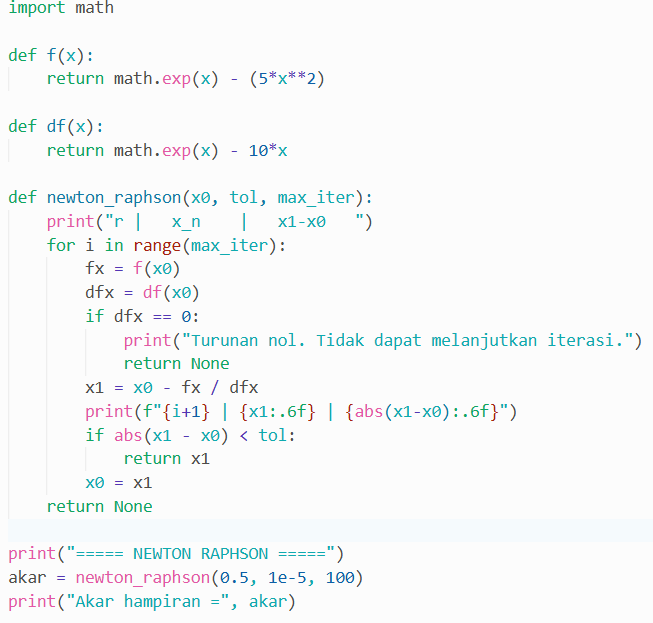 import math

def f(x):
    return math.exp(x) - (5*x**2)

def df(x):
    return math.exp(x) - 10*x

def newton_raphson(x0, tol, max_iter):
    print("r |   x_n    |   x1-x0   ")
    for i in range(max_iter):
        fx = f(x0)
        dfx = df(x0)
        if dfx == 0:
            print("Turunan nol. Tidak dapat melanjutkan iterasi.")
            return None
        x1 = x0 - fx / dfx
        print(f"{i+1} | {x1:.6f} | {abs(x1-x0):.6f}")
        if abs(x1 - x0) < tol:
            return x1
        x0 = x1
    return None

print("===== NEWTON RAPHSON =====")
akar = newton_raphson(0.5, 1e-5, 100)
print("Akar hampiran =", akar)